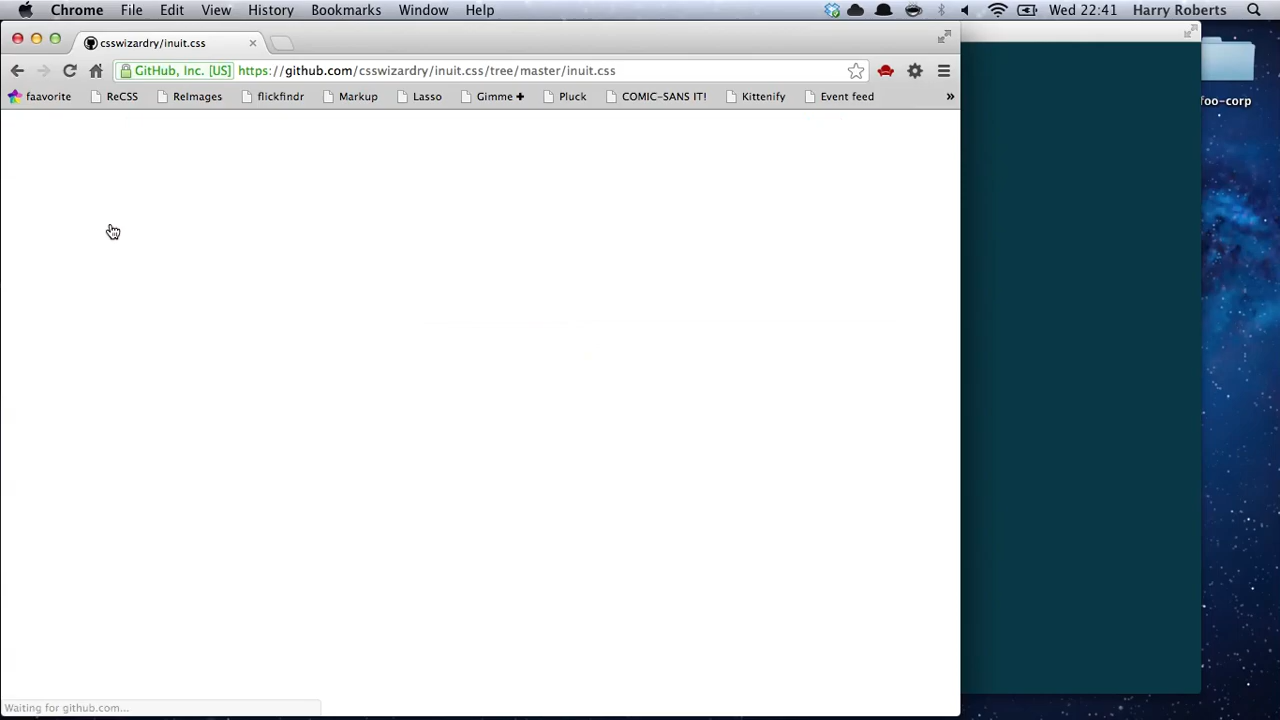 Chrome File Edit View History Bookmarks Window Help Wed 22:41 Harry Roberts
csswizardry/inuit.css
GitHub, Inc. [US] https://github.com/csswizardry/inuit.css/tree/master/inuit.css
faavorite ReCSS ReImages flickfindr Markup Lasso Gimme + Pluck COMIC-SANS IT! Kittenify Event feed »
foo-corp
Waiting for github.com...